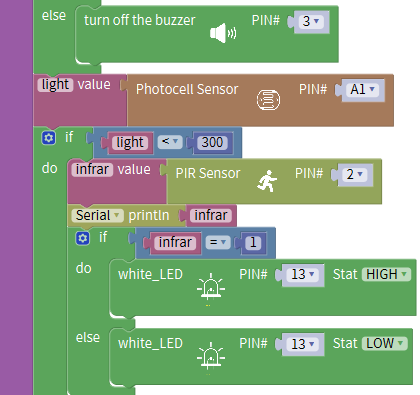 else turn off the buzzer PIN# 3
light value Photocell Sensor PIN# A1
if light < 300
do infrar value PIR Sensor PIN# 2
Serial println infrar
if infrar = 1
do white_LED PIN# 13 Stat HIGH
else white_LED PIN# 13 Stat LOW